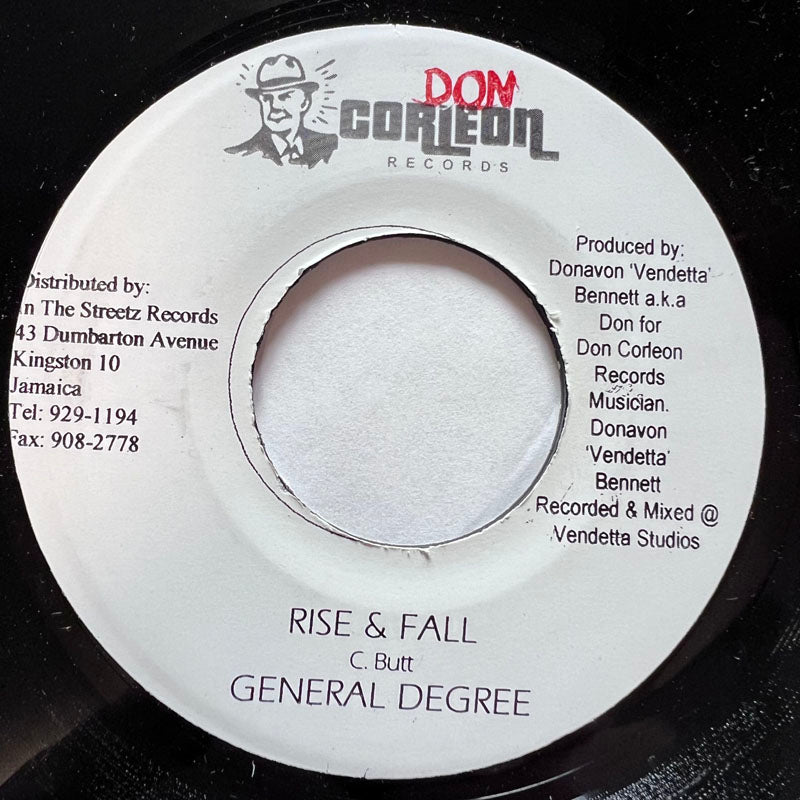 DON
CORLEON
RECORDS
Distributed by:
In The Streetz Records
43 Dumbarton Avenue
Kingston 10
Jamaica
Tel: 929-1194
Fax: 908-2778
Produced by:
Donavon 'Vendetta'
Bennett a.k.a
Don for
Don Corleon
Records
Musician.
Donavon
'Vendetta'
Bennett
Recorded & Mixed @
Vendetta Studios
RISE & FALL
C. Butt
GENERAL DEGREE